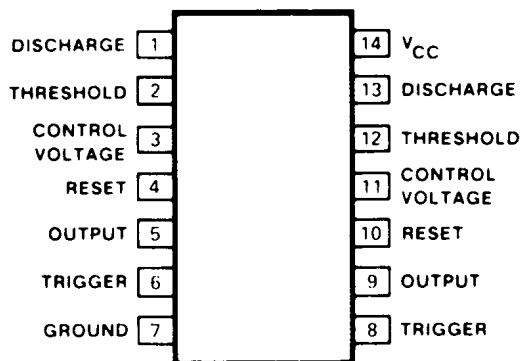 DISCHARGE 1
THRESHOLD 2
CONTROL
VOLTAGE 3
RESET 4
OUTPUT 5
TRIGGER 6
GROUND 7
14 VCC
13 DISCHARGE
12 THRESHOLD
11 CONTROL
VOLTAGE
10 RESET
9 OUTPUT
8 TRIGGER